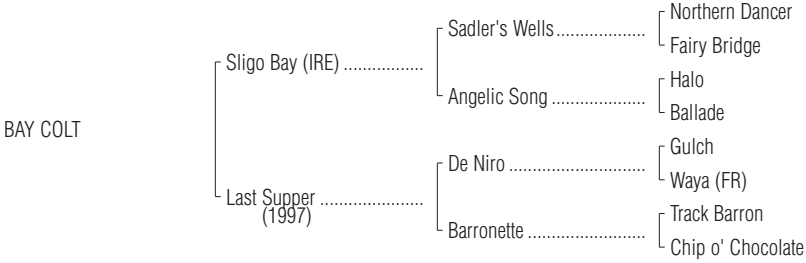 Northern Dancer
Sadler's Wells....................
Fairy Bridge
Sligo Bay (IRE) .................
Halo
Angelic Song .....................
Ballade
BAY COLT
Gulch
De Niro ..............................
Waya (FR)
Last Supper ......................
(1997)
Track Barron
Barronette ..........................
Chip o' Chocolate